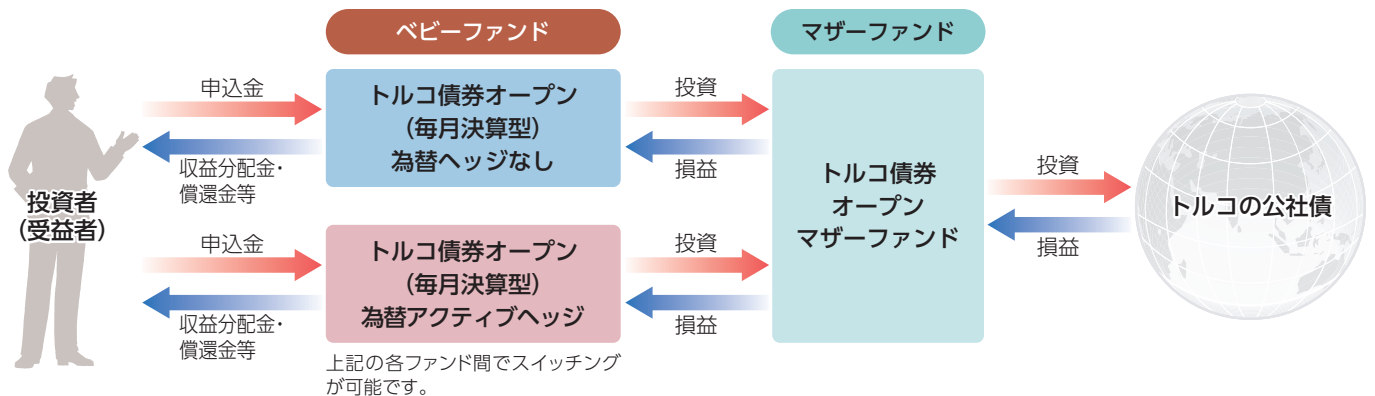 ベビーファンド
マザーファンド
投資者
(受益者)
申込金
収益分配金・
償還金等
トルコ債券オープン
(毎月決算型)
為替ヘッジなし
投資
損益
申込金
収益分配金・
償還金等
トルコ債券オープン
(毎月決算型)
為替アクティブヘッジ
投資
損益
上記の各ファンド間でスイッチング
が可能です。
トルコ債券
オープン
マザーファンド
投資
損益
トルコの公社債